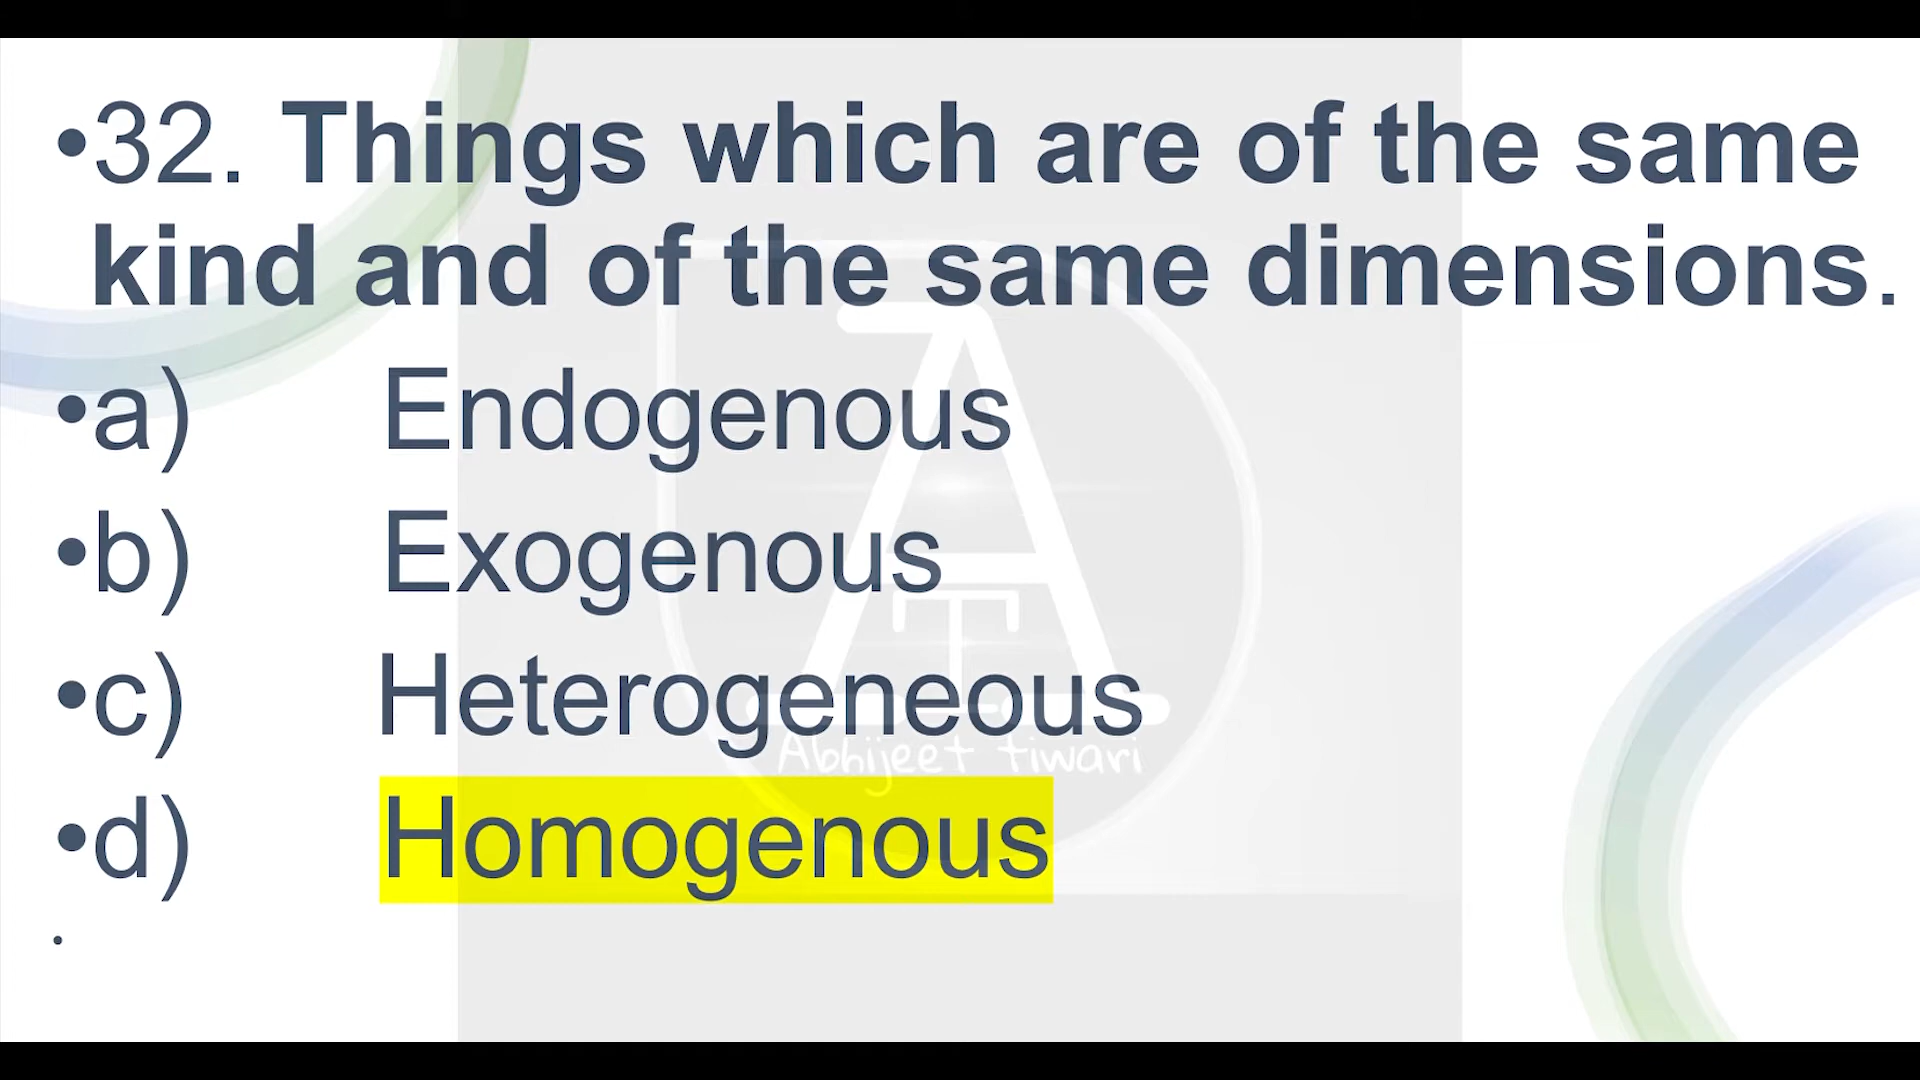 •32. Things which are of the same
kind and of the same dimensions.
•a) Endogenous
•b) Exogenous
•c) Heterogeneous
Abhijeet tiwari
•d) Homogenous
•